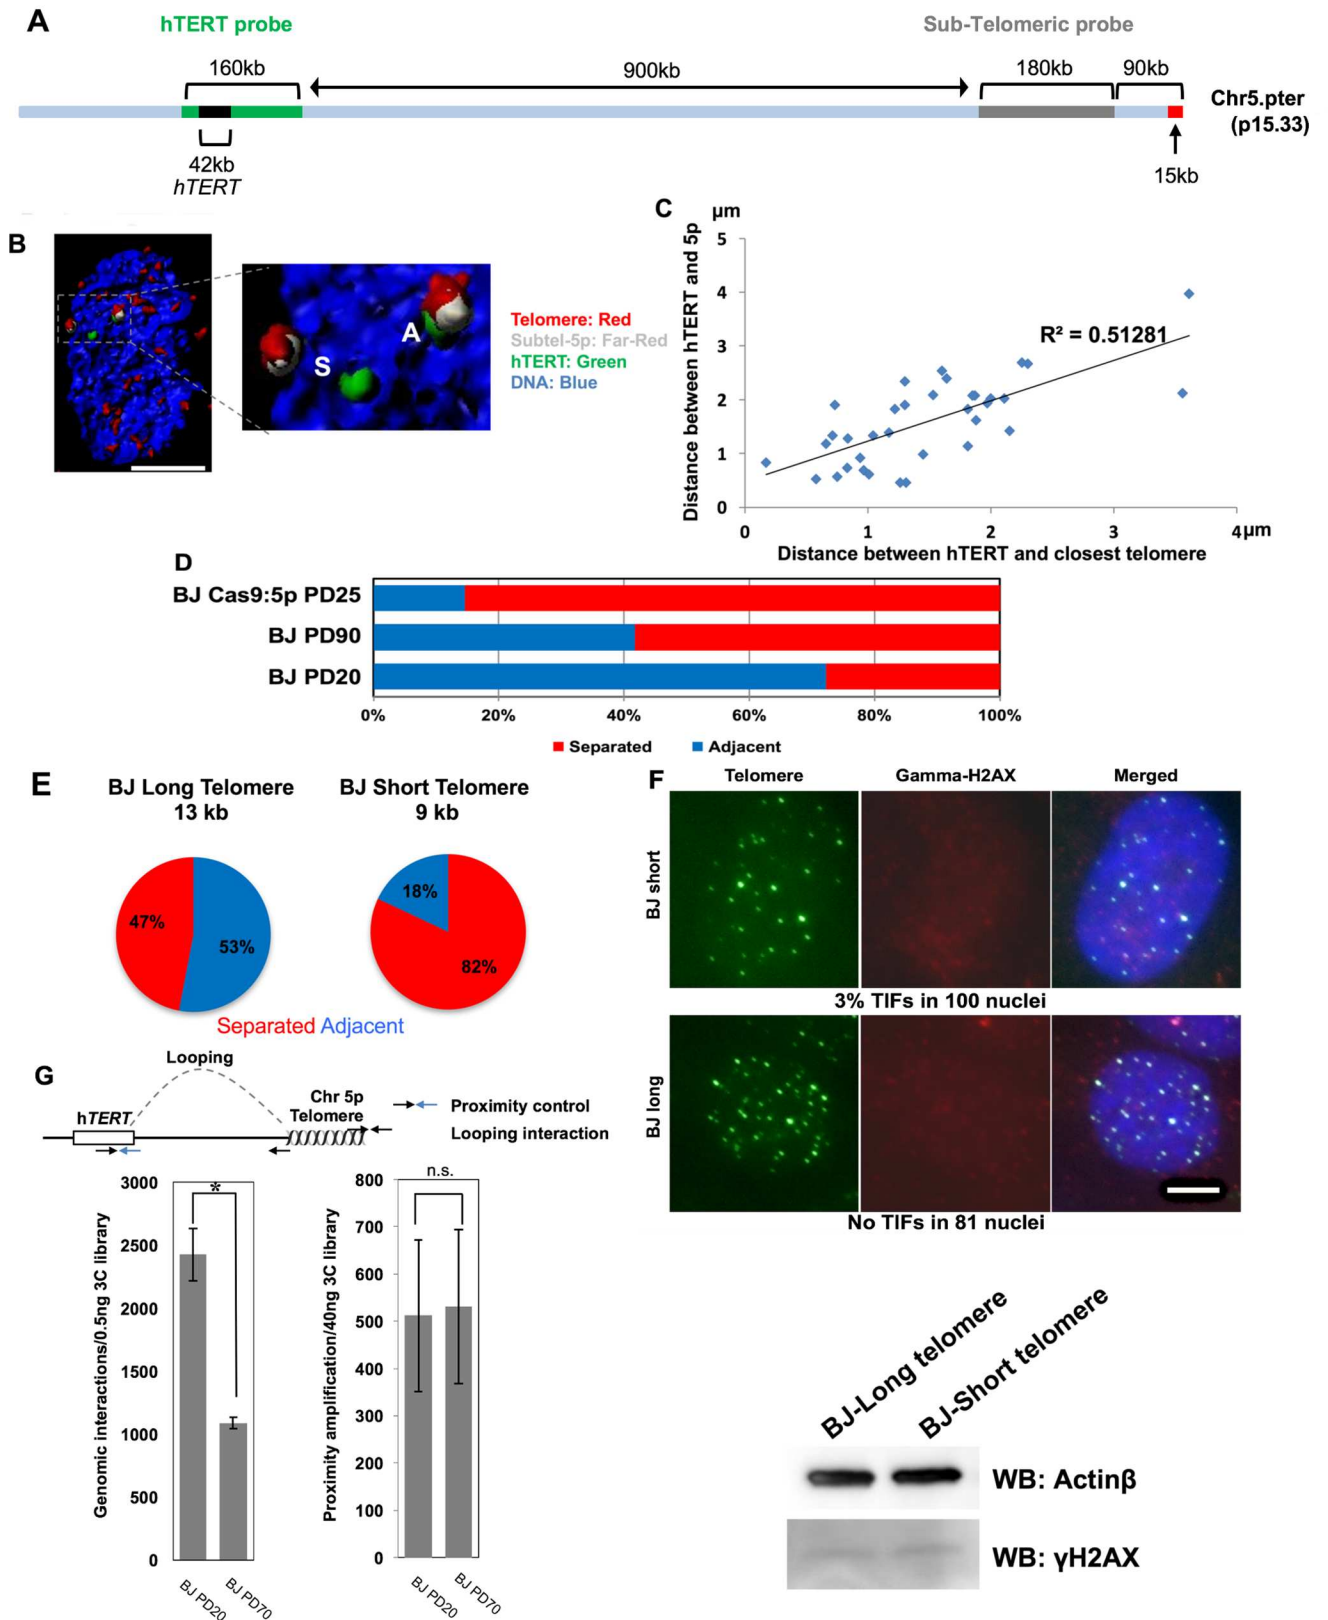 A
hTERT probe
Sub-Telomeric probe
160kb
900kb
180kb
90kb
Chr5.pter
(p15.33)
42kb
hTERT
15kb
B
S
A
Telomere: Red
Subtel-5p: Far-Red
hTERT: Green
DNA: Blue
C
µm
Distance between hTERT and 5p
5
4
3
2
1
0
R² = 0.51281
0
1
2
3
4
µm
Distance between hTERT and closest telomere
D
BJ Cas9:5p PD25
BJ PD90
BJ PD20
0%
20%
40%
60%
80%
100%
Separated
Adjacent
E
BJ Long Telomere
13 kb
BJ Short Telomere
9 kb
47%
53%
18%
82%
Separated Adjacent
F
Telomere
Gamma-H2AX
Merged
BJ short
3% TIFs in 100 nuclei
BJ long
No TIFs in 81 nuclei
G
Looping
hTERT
Chr 5p
Telomere
Proximity control
Looping interaction
Genomic interactions/0.5ng 3C library
3000
2500
2000
1500
1000
500
0
*
BJ PD20
BJ PD70
Proximity amplification/40ng 3C library
800
700
600
500
400
300
200
100
0
n.s.
BJ PD20
BJ PD70
BJ-Long telomere
BJ-Short telomere
WB: Actinβ
WB: γH2AX